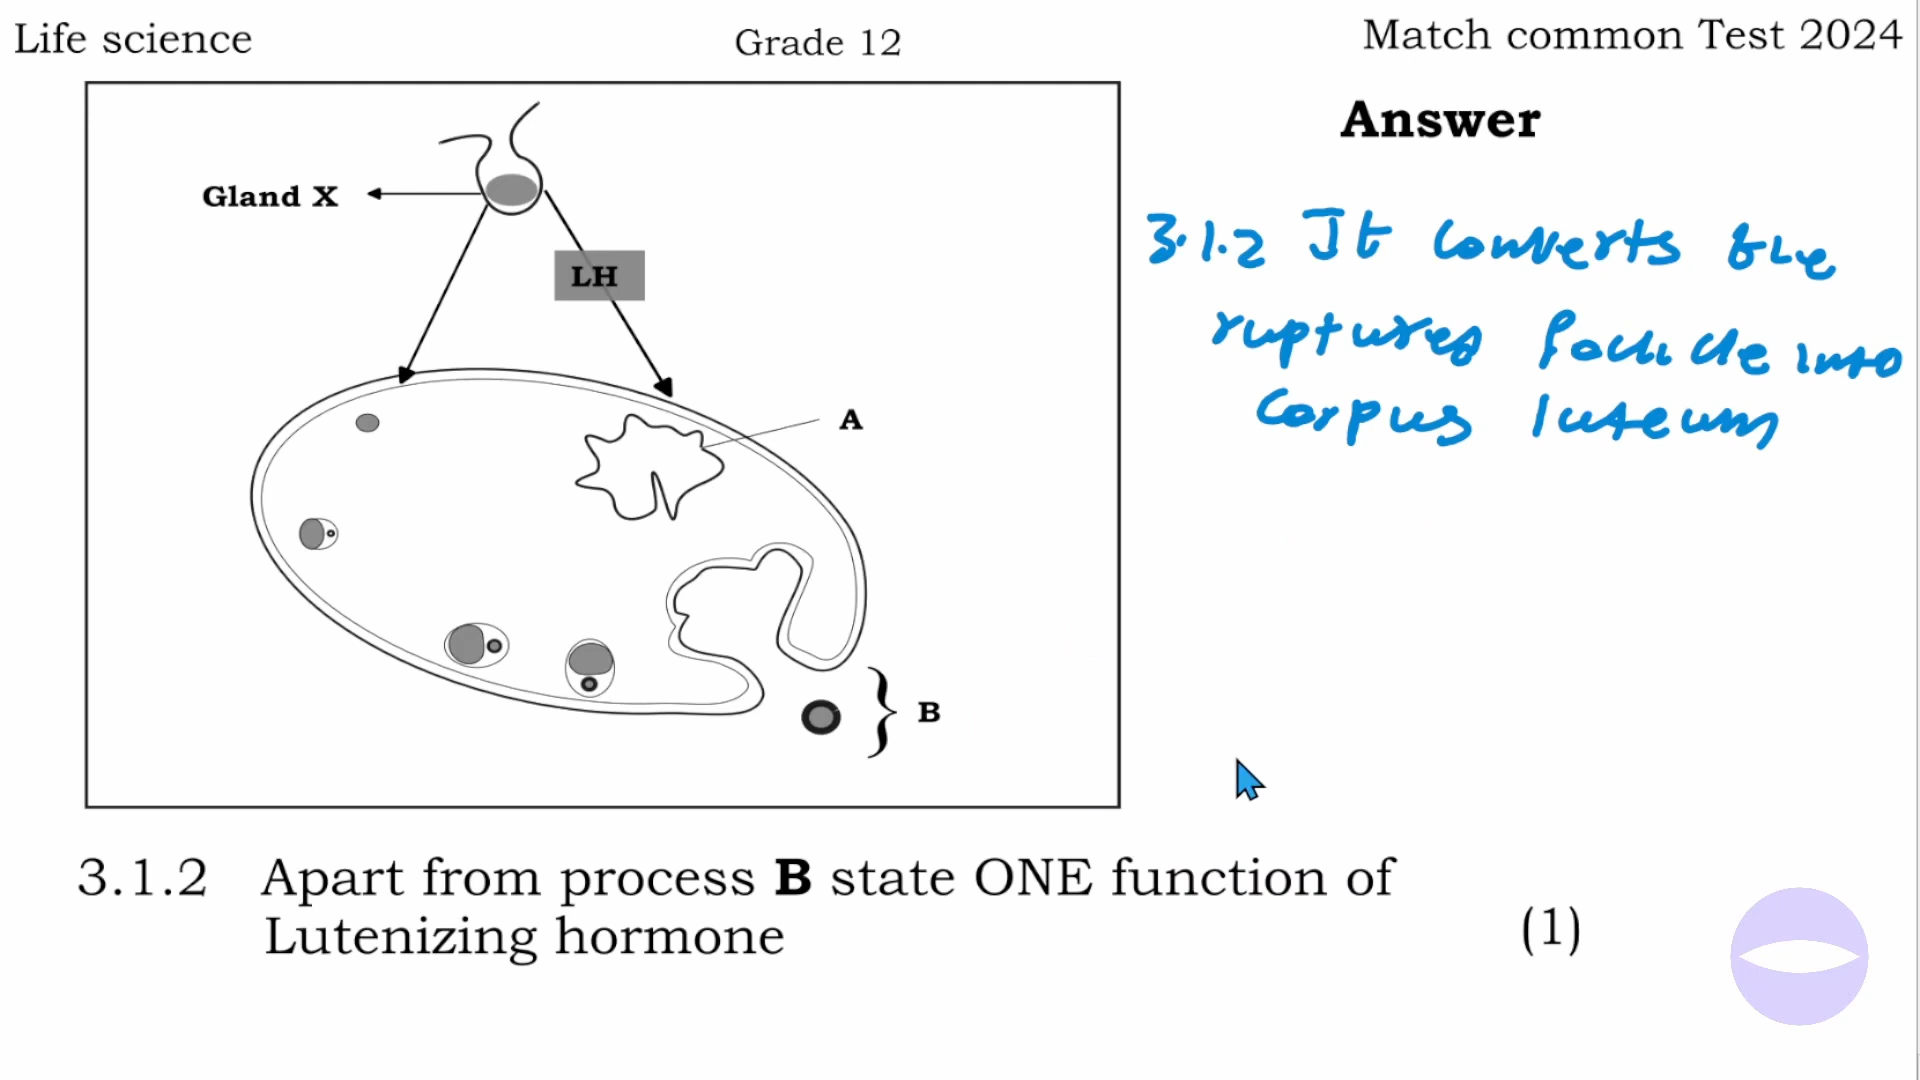 Life science
Grade 12
Match common Test 2024
Answer
Gland X
LH
A
B
3.1.2 It converts the
ruptures follicle into
corpus luteum
3.1.2 Apart from process B state ONE function of
Lutenizing hormone
(1)